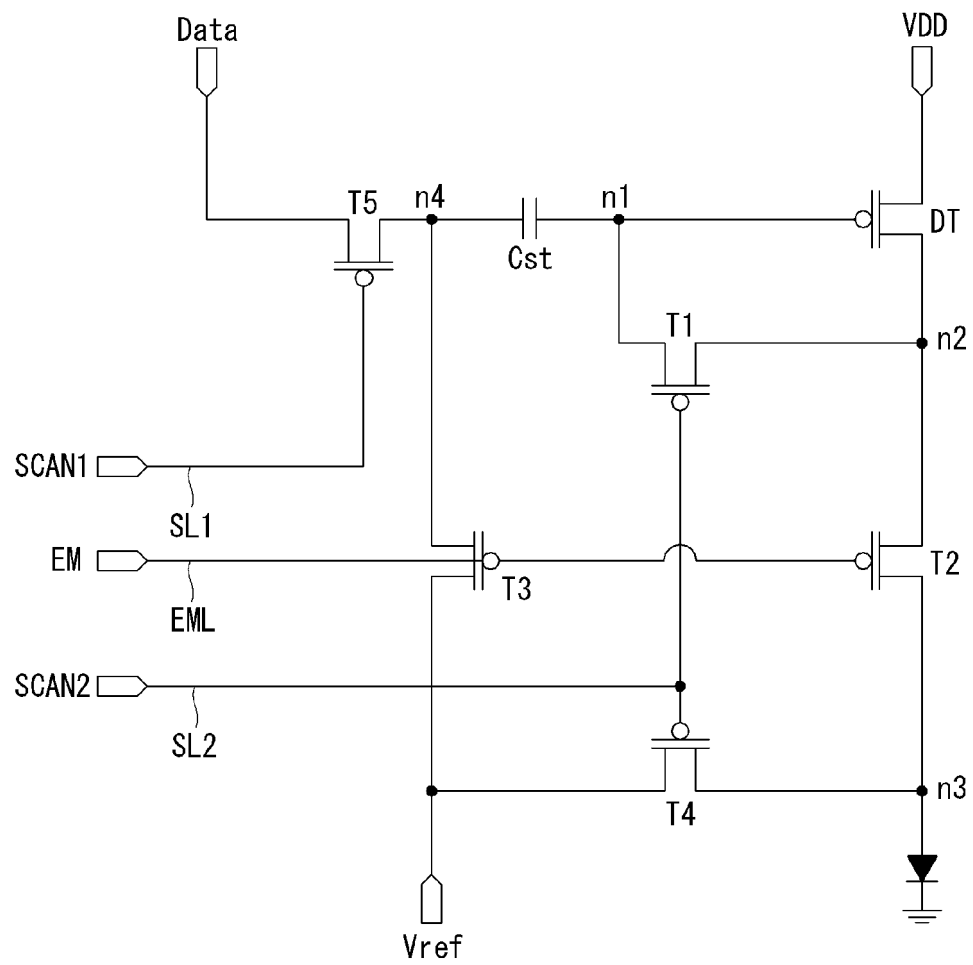 Data
VDD
T5
n4
n1
Cst
DT
T1
n2
SCAN1
SL1
EM
EML
T3
T2
SCAN2
SL2
T4
n3
Vref